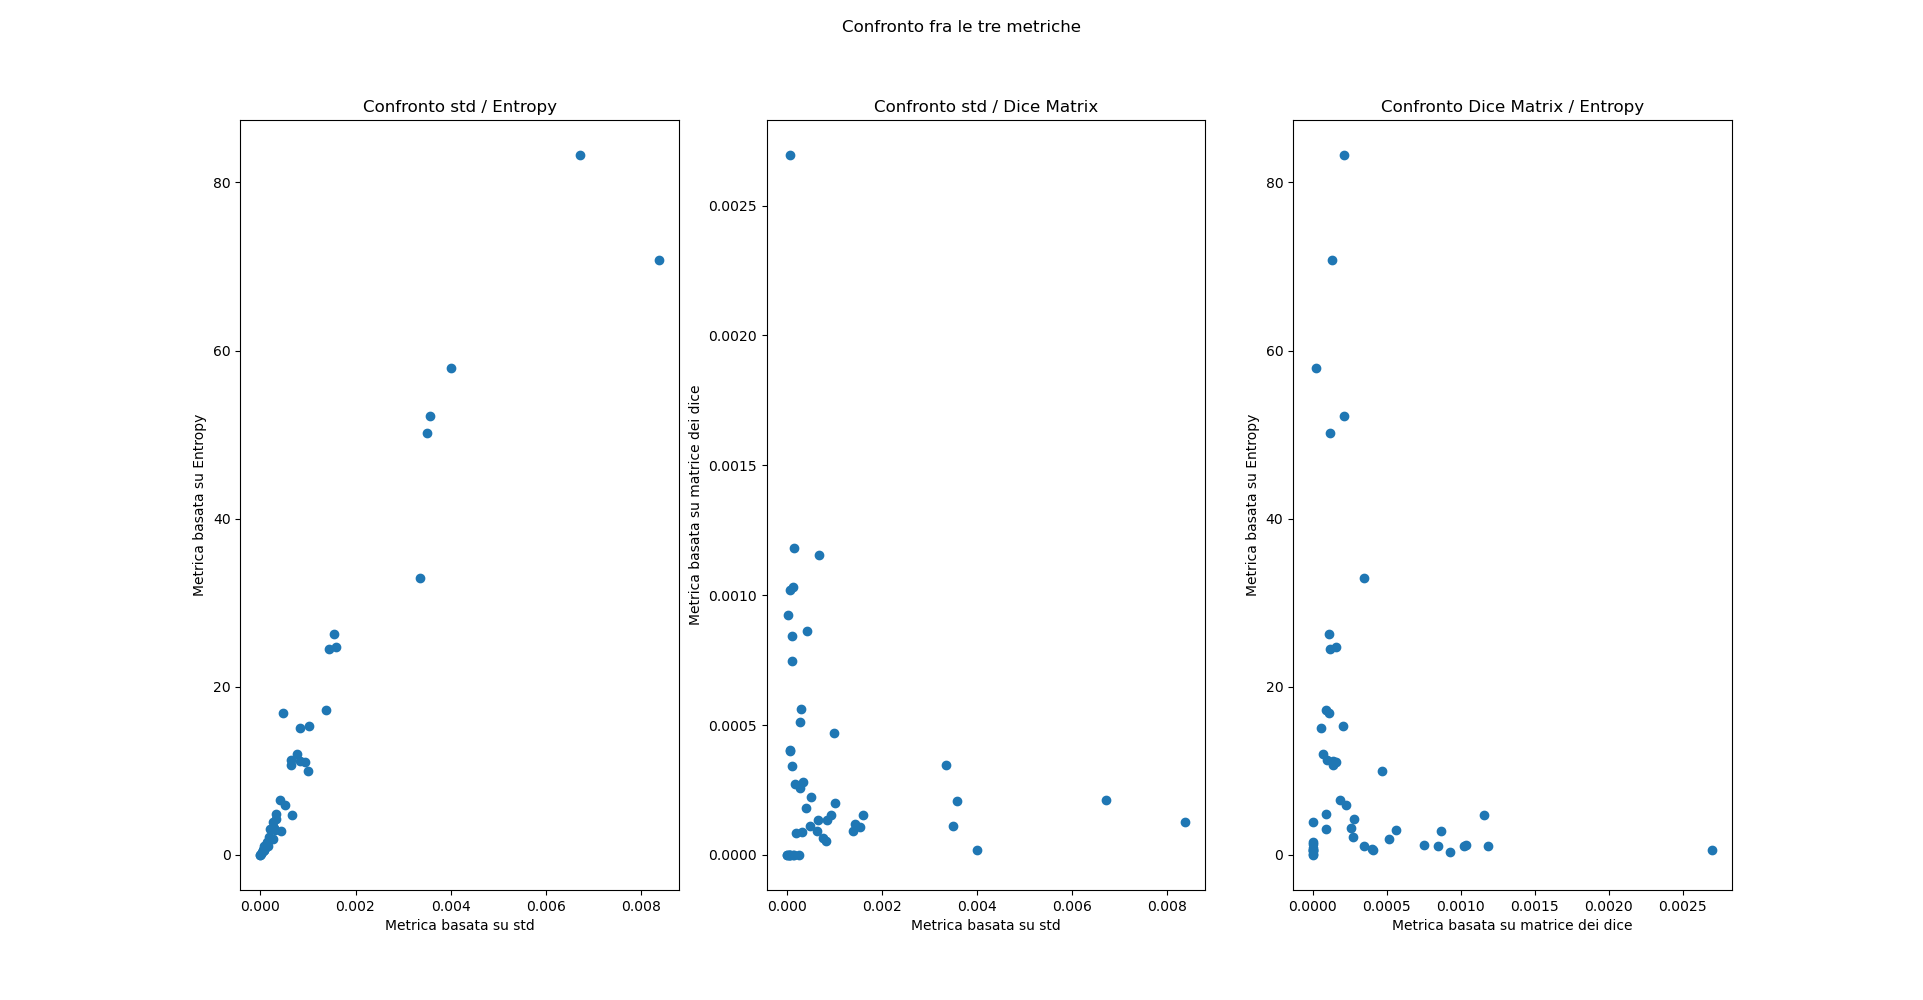 Confronto fra le tre metriche
Confronto std / Entropy
Metrica basata su Entropy
80
60
40
20
0
0.000 0.002 0.004 0.006 0.008
Metrica basata su std
Confronto std / Dice Matrix
Metrica basata su matrice dei dice
0.0025
0.0020
0.0015
0.0010
0.0005
0.0000
0.000 0.002 0.004 0.006 0.008
Metrica basata su std
Confronto Dice Matrix / Entropy
Metrica basata su Entropy
80
60
40
20
0
0.0000 0.0005 0.0010 0.0015 0.0020 0.0025
Metrica basata su matrice dei dice